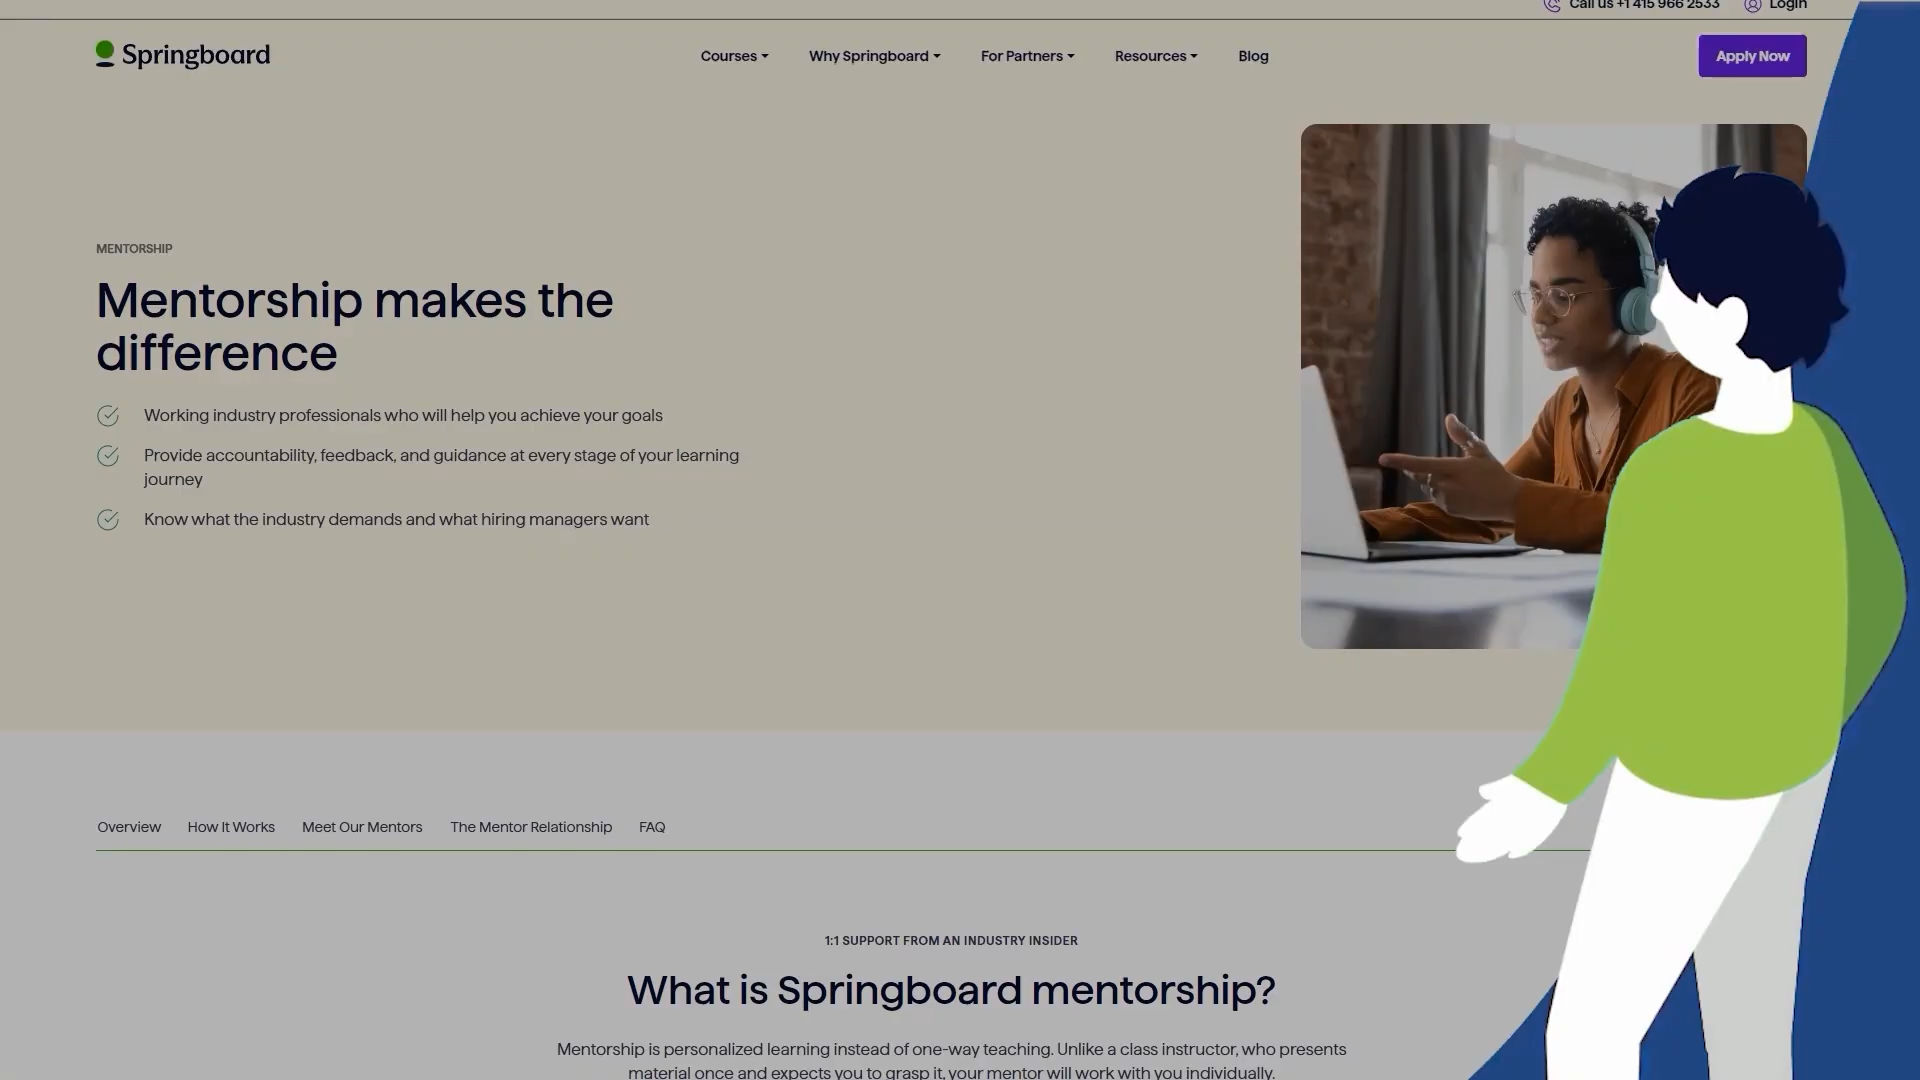 Call us +1 415 966 2533 Login
Springboard Courses Why Springboard For Partners Resources Blog Apply Now
MENTORSHIP
Mentorship makes the
difference
Working industry professionals who will help you achieve your goals
Provide accountability, feedback, and guidance at every stage of your learning
journey
Know what the industry demands and what hiring managers want
Overview How It Works Meet Our Mentors The Mentor Relationship FAQ
1:1 SUPPORT FROM AN INDUSTRY INSIDER
What is Springboard mentorship?
Mentorship is personalized learning instead of one-way teaching. Unlike a class instructor, who presents
material once and expects you to grasp it, your mentor will work with you individually.